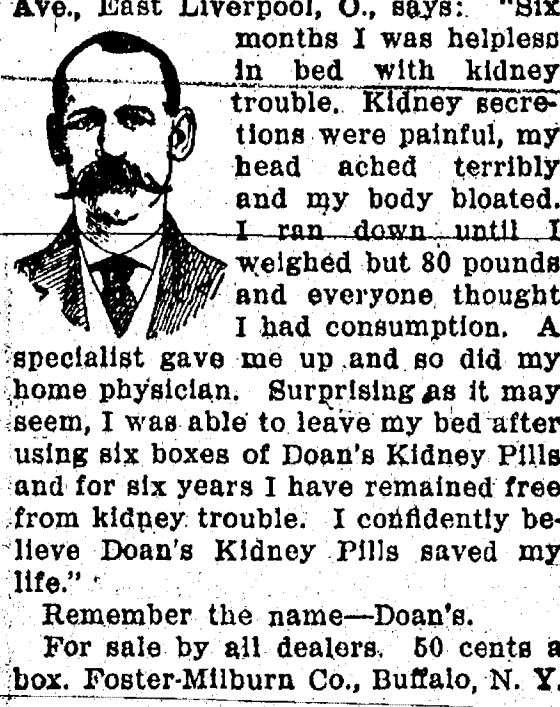 Ave., East Liverpool, O., says: "Six
months I was helpless
in bed with kidney
trouble. Kidney secre-
tions were painful, my
head ached terribly
and my body bloated.
I ran down until I
weighed but 80 pounds
and everyone thought
I had consumption. A
specialist gave me up and so did my
home physician. Surprising as it may
seem, I was able to leave my bed after
using six boxes of Doan's Kidney Pills
and for six years I have remained free
from kidney trouble. I confidently be-
lieve Doan's Kidney Pills saved my
life."
Remember the name—Doan's.
For sale by all dealers. 50 cents a
box. Foster-Milburn Co., Buffalo, N. Y.